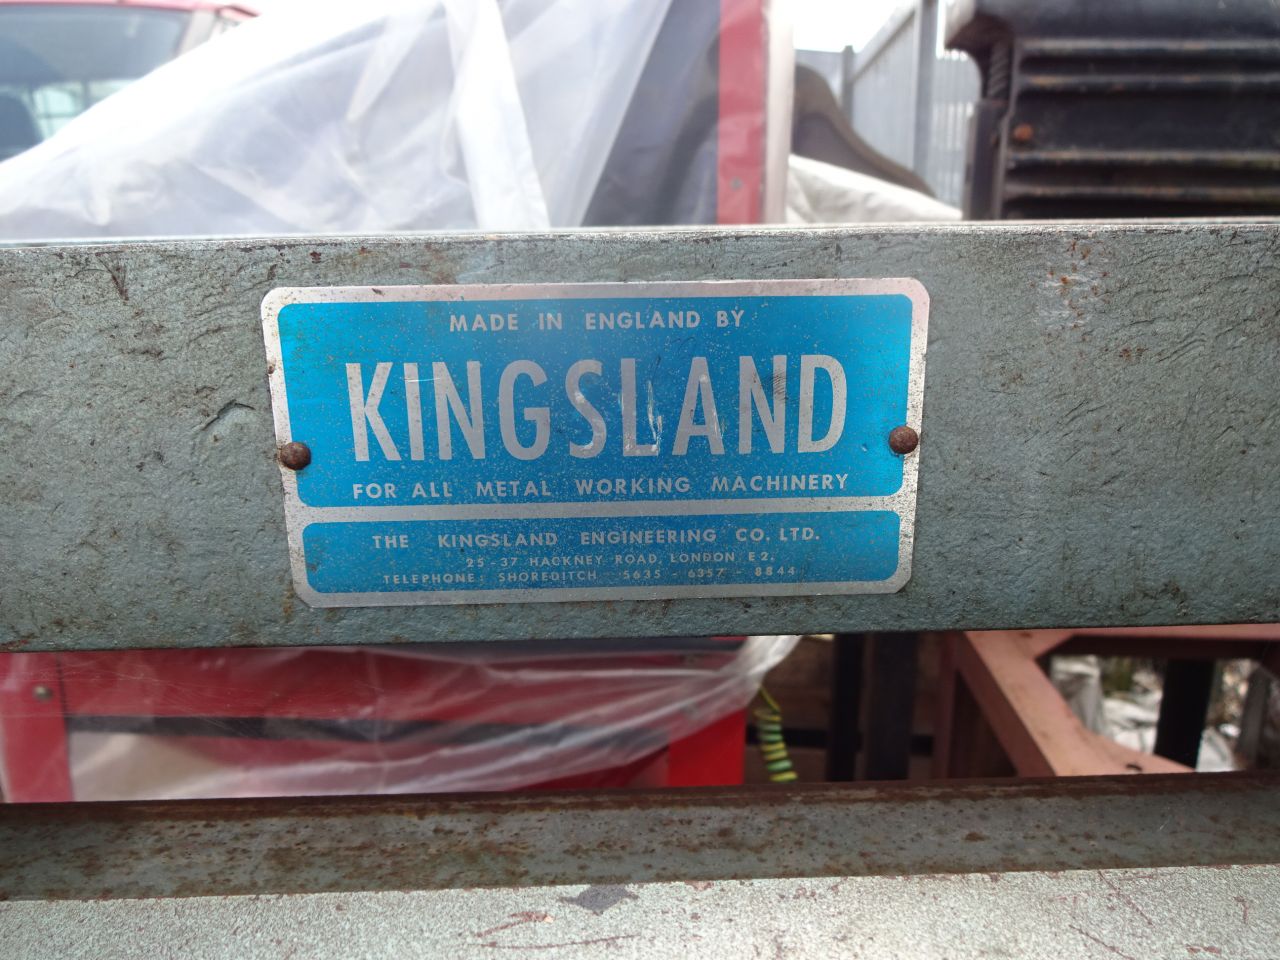 MADE IN ENGLAND BY
KINGSLAND
FOR ALL METAL WORKING MACHINERY
THE KINGSLAND ENGINEERING CO. LTD.
25-37 HACKNEY ROAD, LONDON E2.
TELEPHONE: SHOREDITCH 5635 - 6357 - 8844